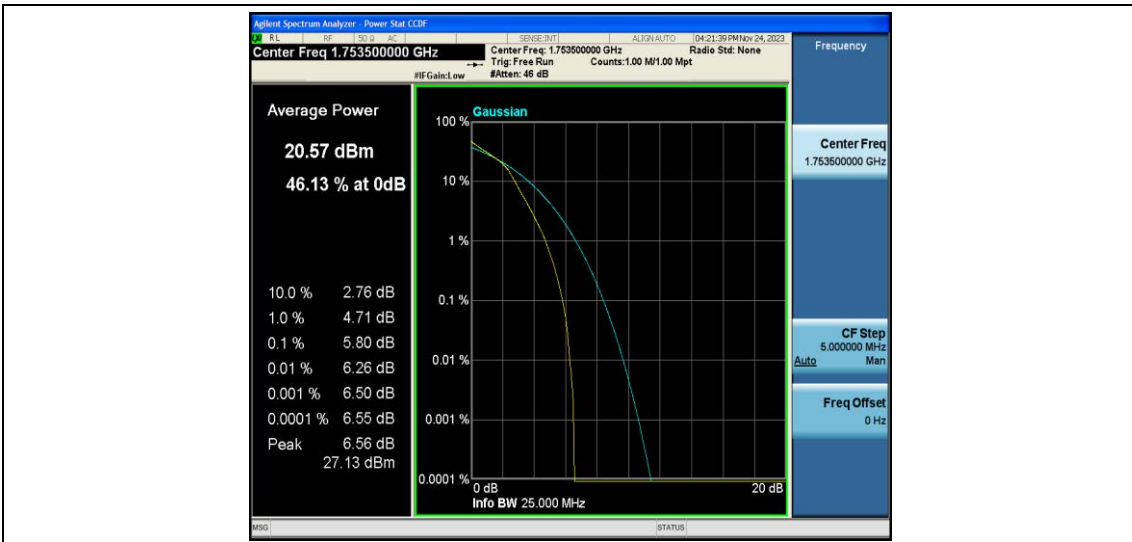 Agilent Spectrum Analyzer - Power Stat CCDF
RL RF 50 Ω AC SENSE:INT ALIGNAUTO 04:21:39 PM Nov 24, 2023
Center Freq 1.753500000 GHz
Center Freq: 1.753500000 GHz Radio Std: None
Trig: Free Run Counts:1.00 M/1.00 Mpt
#IFGain:Low #Atten: 46 dB
Frequency
Average Power
20.57 dBm
46.13 % at 0dB
10.0 % 2.76 dB
1.0 % 4.71 dB
0.1 % 5.80 dB
0.01 % 6.26 dB
0.001 % 6.50 dB
0.0001 % 6.55 dB
Peak 6.56 dB
27.13 dBm
Gaussian
100 %
10 %
1 %
0.1 %
0.01 %
0.001 %
0.0001 %
0 dB 20 dB
Info BW 25.000 MHz
Center Freq
1.753500000 GHz
CF Step
5.000000 MHz
Auto Man
Freq Offset
0 Hz
MSG STATUS